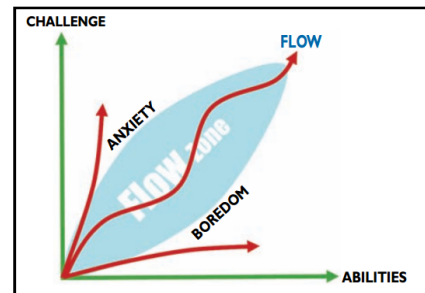 CHALLENGE
FLOW
ANXIETY
Flow zone
BOREDOM
ABILITIES